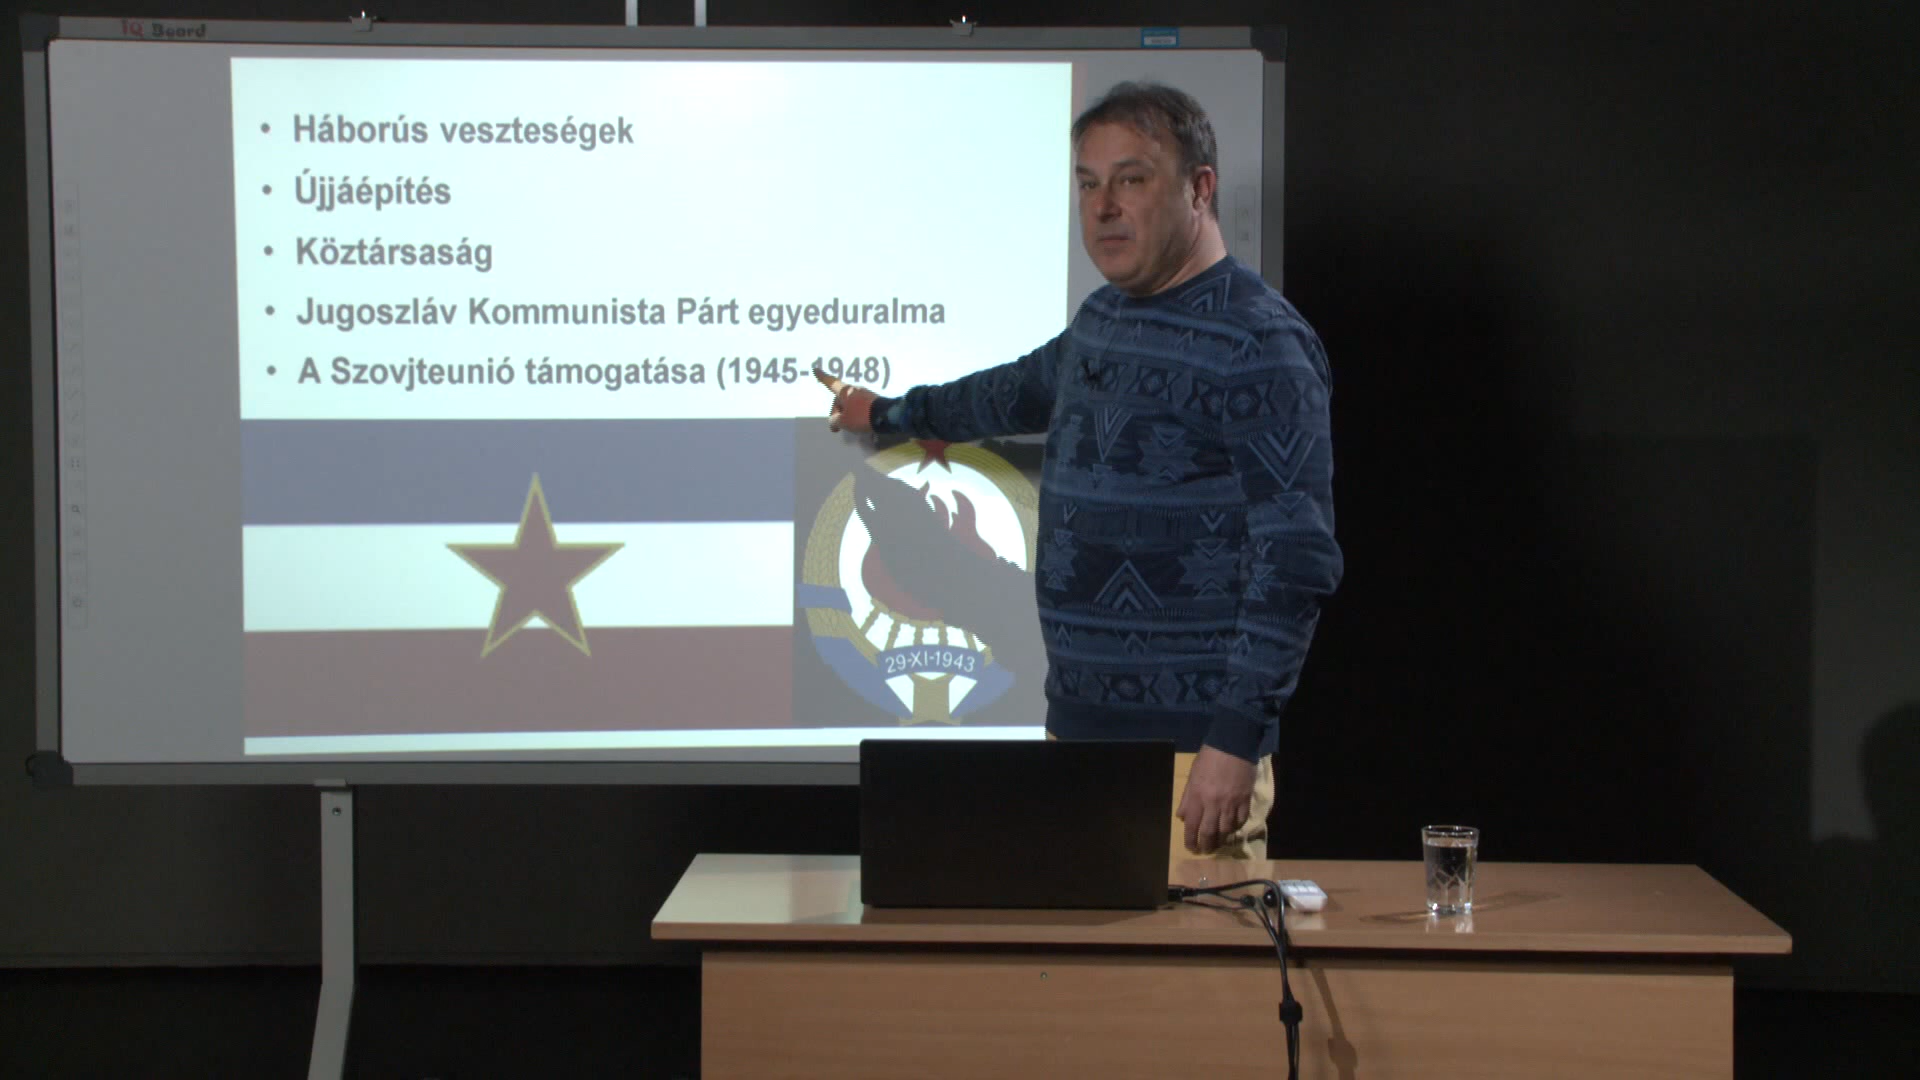 IQ Board
• Háborús veszteségek
• Újjáépítés
• Köztársaság
• Jugoszláv Kommunista Párt egyeduralma
• A Szovjteunió támogatása (1945-1948)
29-XI-1943